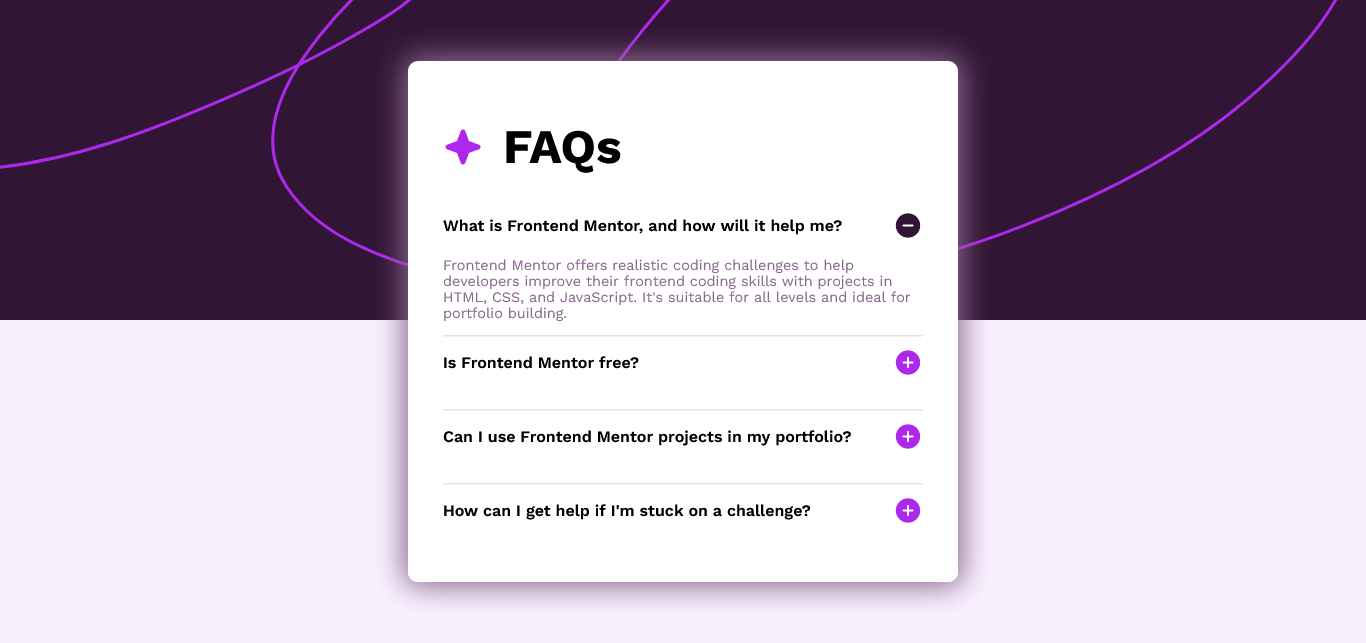 FAQs
What is Frontend Mentor, and how will it help me?
Frontend Mentor offers realistic coding challenges to help
developers improve their frontend coding skills with projects in
HTML, CSS, and JavaScript. It's suitable for all levels and ideal for
portfolio building.
Is Frontend Mentor free?
Can I use Frontend Mentor projects in my portfolio?
How can I get help if I'm stuck on a challenge?